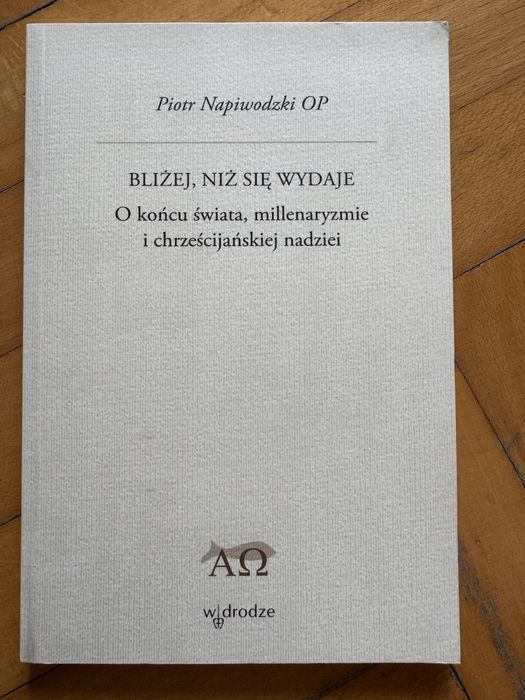 Piotr Napiwodzki OP
BLIŻEJ, NIŻ SIĘ WYDAJE
O końcu świata, millenaryzmie
i chrześcijańskiej nadziei
ΑΩ
w drodze